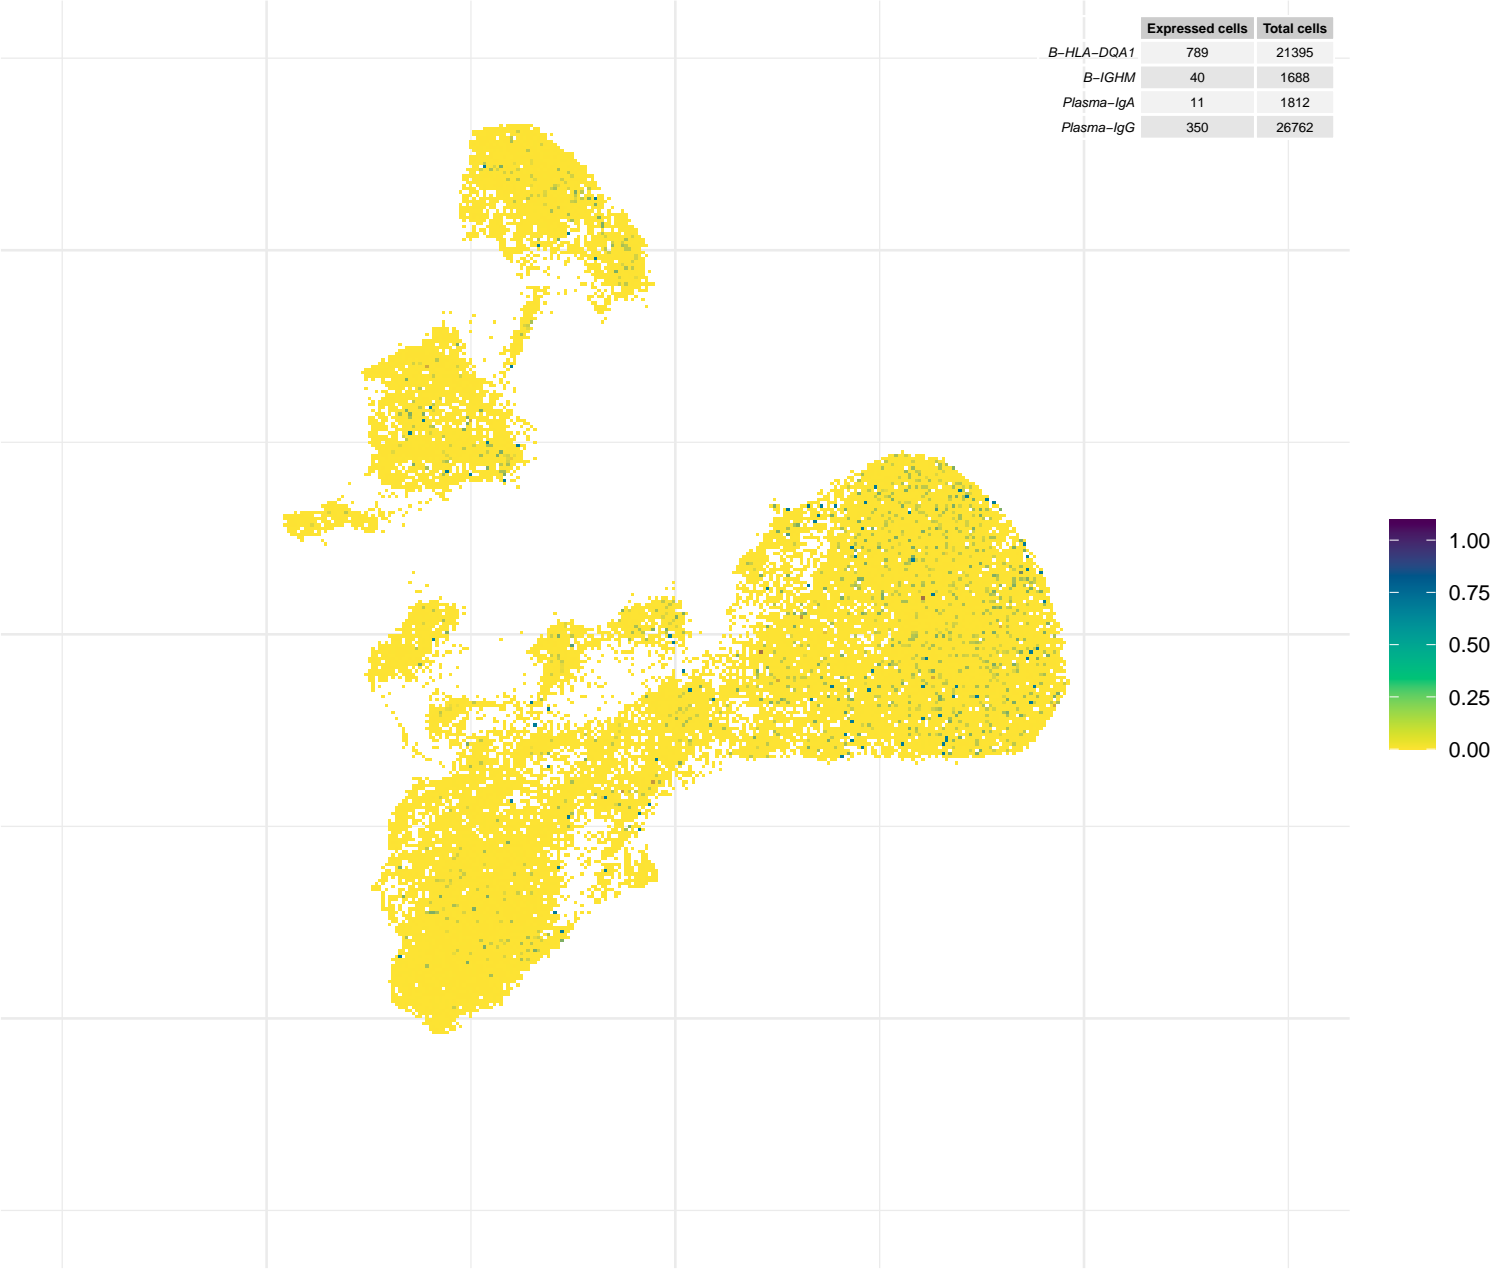 Expressed cells Total cells
B−HLA−DQA1 789 21395
B−IGHM 40 1688
Plasma−IgA 11 1812
Plasma−IgG 350 26762
1.00
0.75
0.50
0.25
0.00